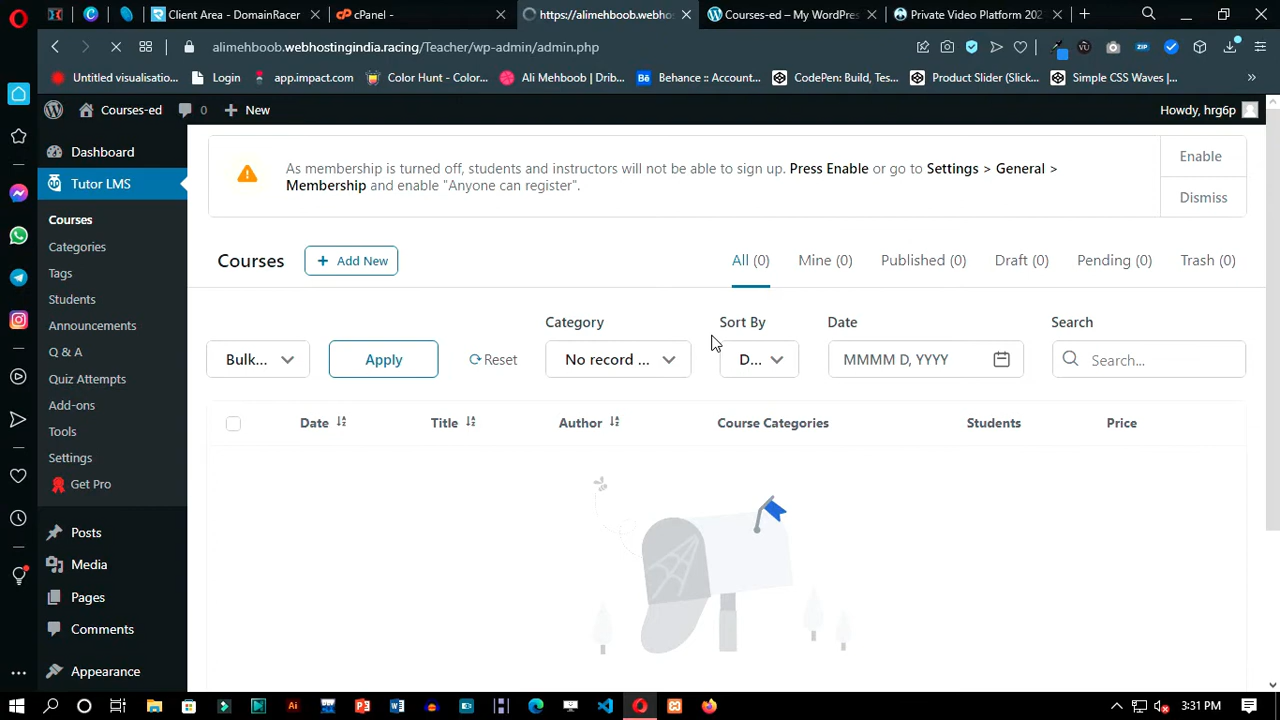 Client Area - DomainRacer
cPanel -
https://alimehboob.webhos
Courses-ed – My WordPre
Private Video Platform 202
alimehboob.webhostingindia.racing/Teacher/wp-admin/admin.php
Untitled visualisatio...
Login
app.impact.com
Color Hunt - Color...
Ali Mehboob | Drib...
Behance :: Account...
CodePen: Build, Tes...
Product Slider (Slick...
Simple CSS Waves |...
»
Courses-ed
0
New
Howdy, hrg6p
Dashboard
Tutor LMS
Courses
Categories
Tags
Students
Announcements
Q & A
Quiz Attempts
Add-ons
Tools
Settings
Get Pro
Posts
Media
Pages
Comments
Appearance
As membership is turned off, students and instructors will not be able to sign up. Press Enable or go to Settings > General >
Membership and enable "Anyone can register".
Enable
Dismiss
Courses
+ Add New
All (0)
Mine (0)
Published (0)
Draft (0)
Pending (0)
Trash (0)
Category
Sort By
Date
Search
Bulk...
Apply
Reset
No record ...
D...
MMMM D, YYYY
Search...
Date
Title
Author
Course Categories
Students
Price
3:31 PM